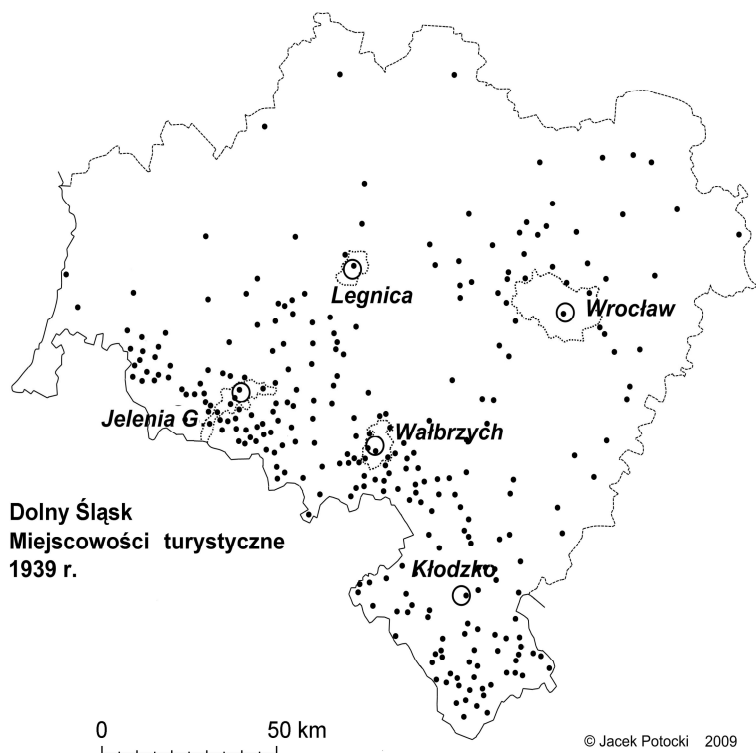 Legnica
Wrocław
Jelenia G.
Wałbrzych
Dolny Śląsk
Miejscowości turystyczne
1939 r.
Kłodzko
0 50 km
© Jacek Potocki 2009